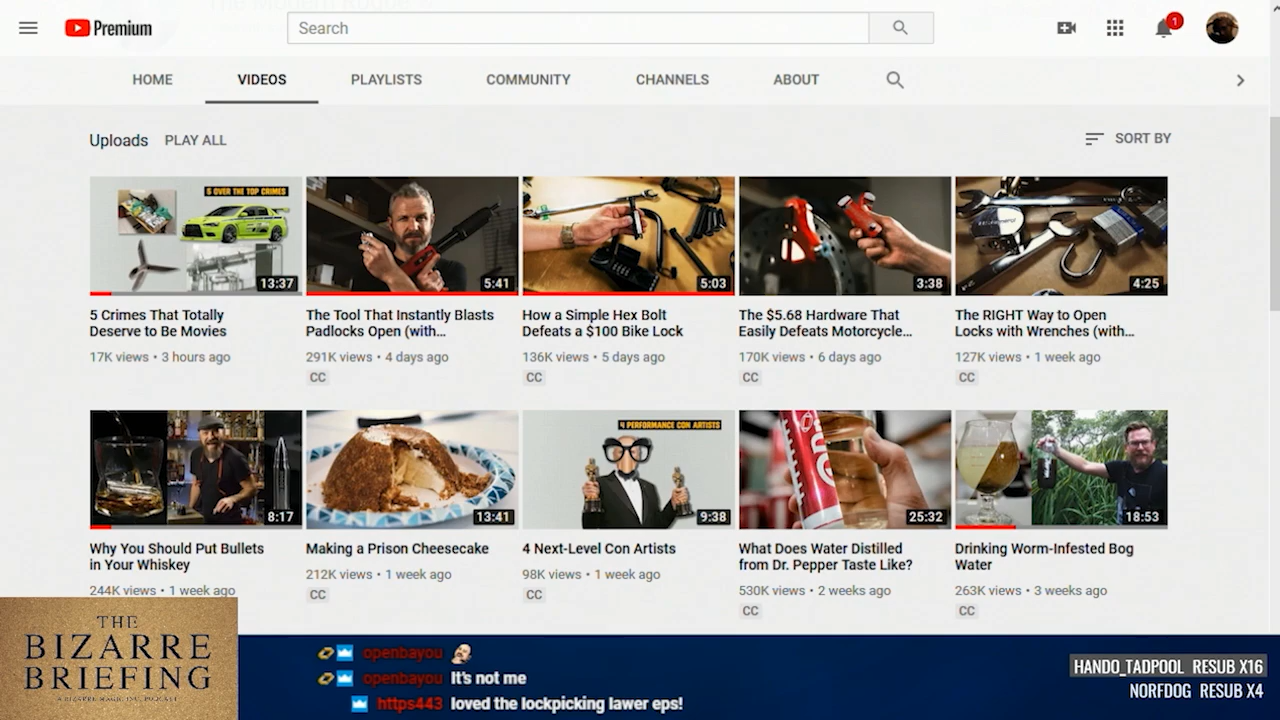 Premium
Search
1
HOME VIDEOS PLAYLISTS COMMUNITY CHANNELS ABOUT
Uploads PLAY ALL SORT BY
5 OVER THE TOP CRIMES
13:37 5:41 5:03 3:38 4:25
5 Crimes That Totally Deserve to Be Movies
17K views • 3 hours ago
The Tool That Instantly Blasts Padlocks Open (with...
291K views • 4 days ago
CC
How a Simple Hex Bolt Defeats a $100 Bike Lock
136K views • 5 days ago
CC
The $5.68 Hardware That Easily Defeats Motorcycle...
170K views • 6 days ago
CC
The RIGHT Way to Open Locks with Wrenches (with...
127K views • 1 week ago
CC
4 PERFORMANCE CON ARTISTS
8:17 13:41 9:38 25:32 18:53
Why You Should Put Bullets in Your Whiskey
244K views • 1 week ago
Making a Prison Cheesecake
212K views • 1 week ago
CC
4 Next-Level Con Artists
98K views • 1 week ago
CC
What Does Water Distilled from Dr. Pepper Taste Like?
530K views • 2 weeks ago
CC
Drinking Worm-Infested Bog Water
263K views • 3 weeks ago
CC
THE
BIZARRE
BRIEFING
openbayou
openbayou It's not me
https443 loved the lockpicking lawer eps!
HANDO_TADPOOL RESUB X16
NORFDOG RESUB X4